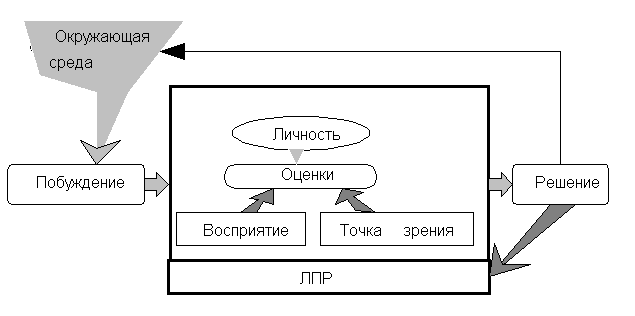 Окружающая
среда
Личность
Побуждение
Оценки
Решение
Восприятие
Точка зрения
ЛПР